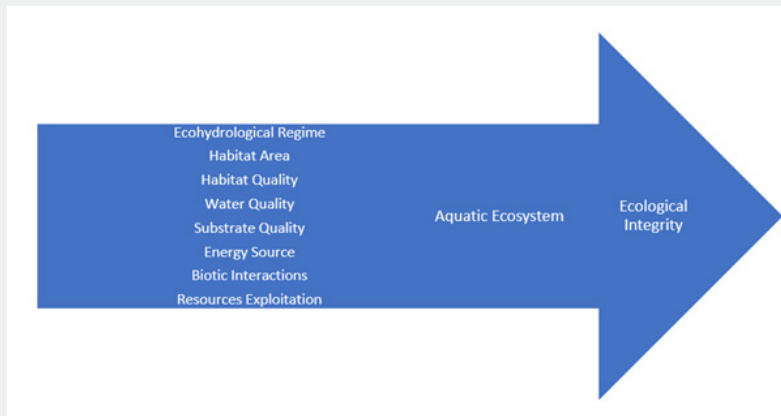 Ecohydrological Regime
Habitat Area
Habitat Quality
Water Quality
Substrate Quality
Energy Source
Biotic Interactions
Resources Exploitation
Aquatic Ecosystem
Ecological
Integrity